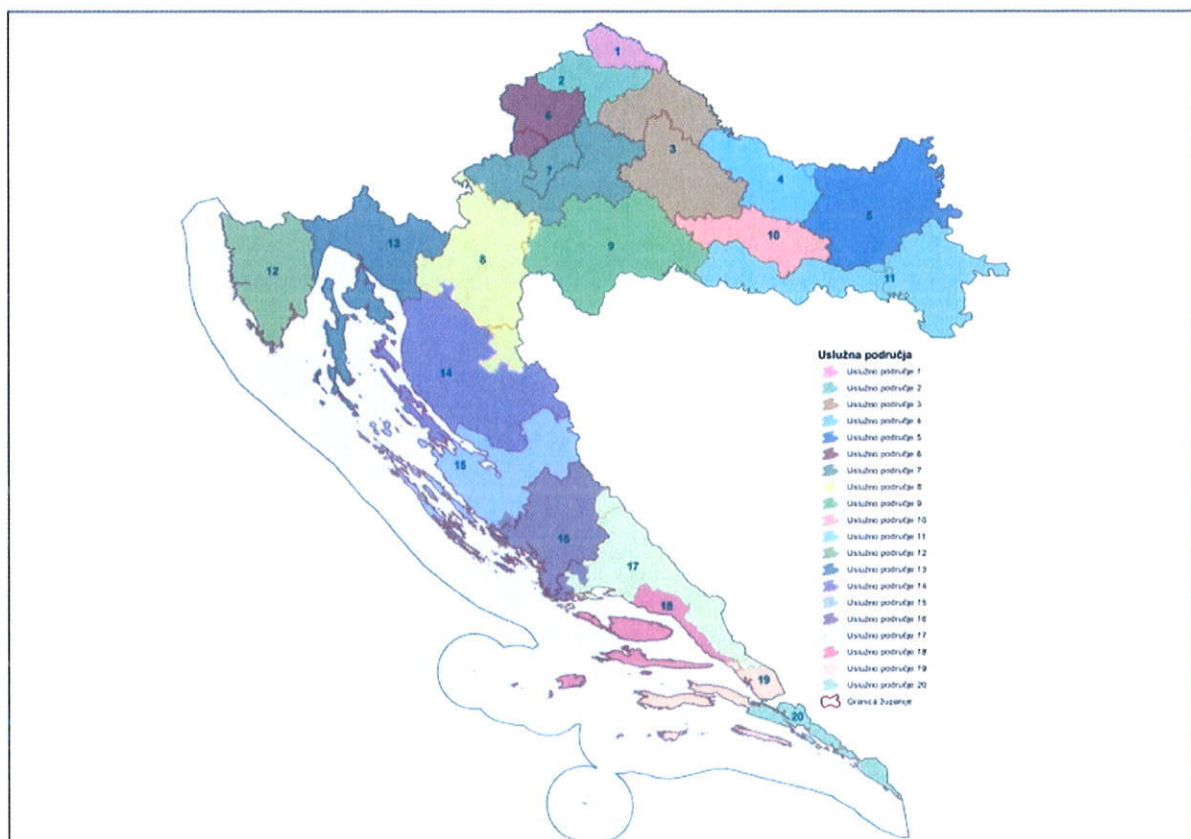 1
2
6
3
7
4
5
10
13
8
9
12
11
14
15
16
17
18
19
20
Uslužna područja
Uslužno područje 1
Uslužno područje 2
Uslužno područje 3
Uslužno područje 4
Uslužno područje 5
Uslužno područje 6
Uslužno područje 7
Uslužno područje 8
Uslužno područje 9
Uslužno područje 10
Uslužno područje 11
Uslužno područje 12
Uslužno područje 13
Uslužno područje 14
Uslužno područje 15
Uslužno područje 16
Uslužno područje 17
Uslužno područje 18
Uslužno područje 19
Uslužno područje 20
Granica županije